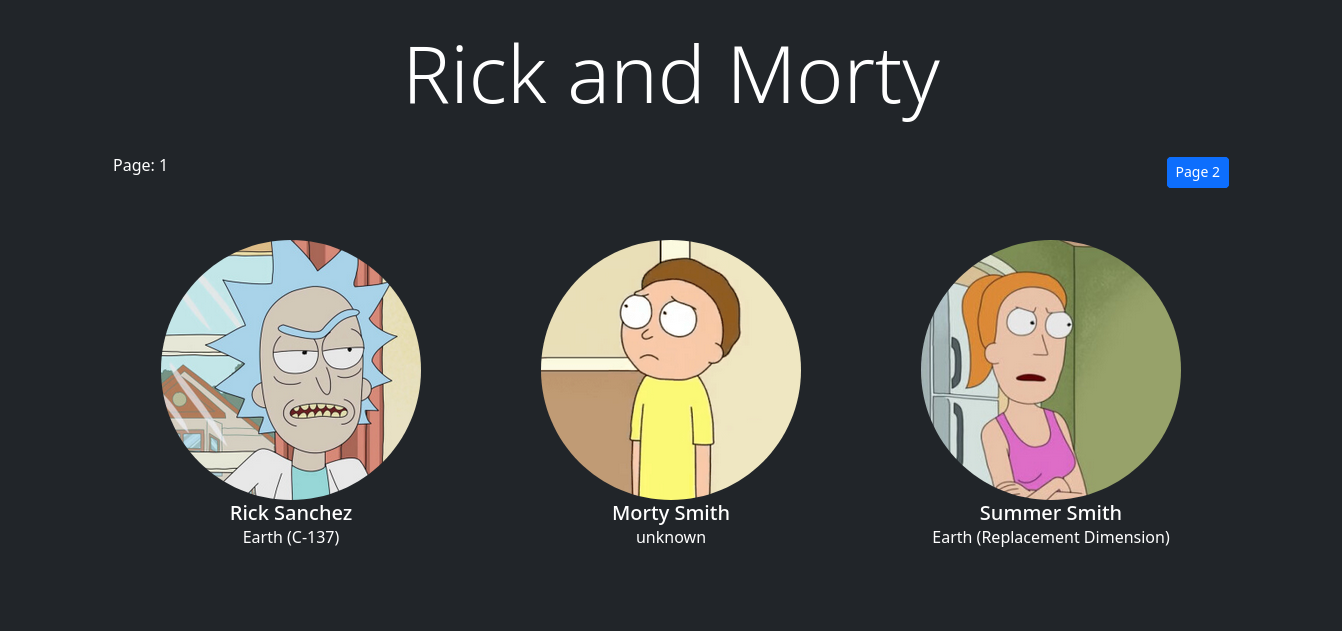 Rick and Morty
Page: 1
Page 2
Rick Sanchez
Earth (C-137)
Morty Smith
unknown
Summer Smith
Earth (Replacement Dimension)